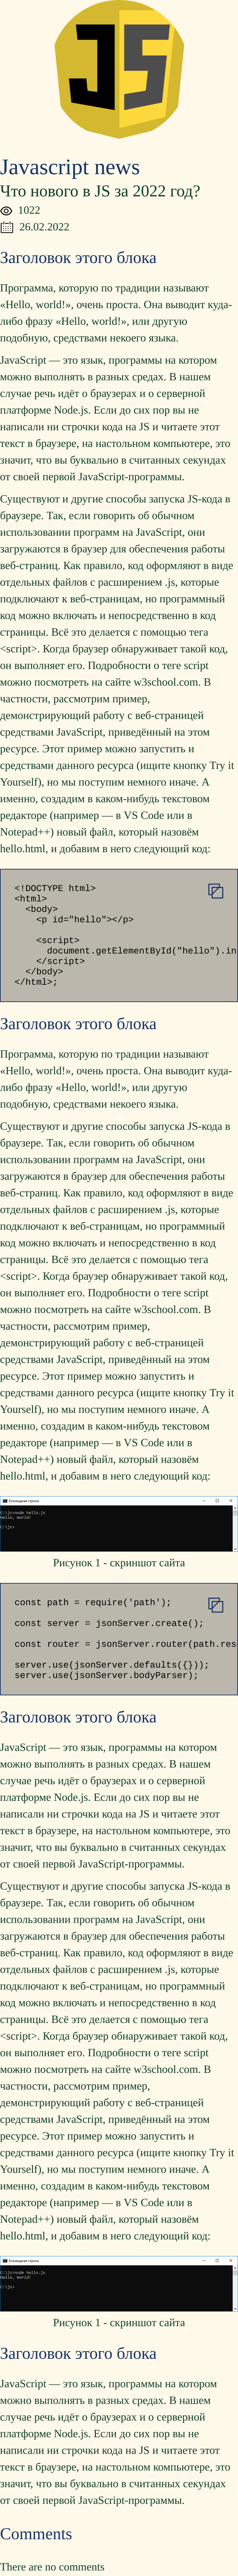 JS
Javascript news
Что нового в JS за 2022 год?
1022
26.02.2022
Заголовок этого блока
Программа, которую по традиции называют
«Hello, world!», очень проста. Она выводит куда-
либо фразу «Hello, world!», или другую
подобную, средствами некоего языка.
JavaScript — это язык, программы на котором
можно выполнять в разных средах. В нашем
случае речь идёт о браузерах и о серверной
платформе Node.js. Если до сих пор вы не
написали ни строчки кода на JS и читаете этот
текст в браузере, на настольном компьютере, это
значит, что вы буквально в считанных секундах
от своей первой JavaScript-программы.
Существуют и другие способы запуска JS-кода в
браузере. Так, если говорить об обычном
использовании программ на JavaScript, они
загружаются в браузер для обеспечения работы
веб-страниц. Как правило, код оформляют в виде
отдельных файлов с расширением .js, которые
подключают к веб-страницам, но программный
код можно включать и непосредственно в код
страницы. Всё это делается с помощью тега
<script>. Когда браузер обнаруживает такой код,
он выполняет его. Подробности о теге script
можно посмотреть на сайте w3school.com. В
частности, рассмотрим пример,
демонстрирующий работу с веб-страницей
средствами JavaScript, приведённый на этом
ресурсе. Этот пример можно запустить и
средствами данного ресурса (ищите кнопку Try it
Yourself), но мы поступим немного иначе. А
именно, создадим в каком-нибудь текстовом
редакторе (например — в VS Code или в
Notepad++) новый файл, который назовём
hello.html, и добавим в него следующий код:
<!DOCTYPE html>
<html>
<body>
<p id="hello"></p>
<script>
document.getElementById("hello").in
</script>
</body>
</html>;
Заголовок этого блока
Программа, которую по традиции называют
«Hello, world!», очень проста. Она выводит куда-
либо фразу «Hello, world!», или другую
подобную, средствами некоего языка.
Существуют и другие способы запуска JS-кода в
браузере. Так, если говорить об обычном
использовании программ на JavaScript, они
загружаются в браузер для обеспечения работы
веб-страниц. Как правило, код оформляют в виде
отдельных файлов с расширением .js, которые
подключают к веб-страницам, но программный
код можно включать и непосредственно в код
страницы. Всё это делается с помощью тега
<script>. Когда браузер обнаруживает такой код,
он выполняет его. Подробности о теге script
можно посмотреть на сайте w3school.com. В
частности, рассмотрим пример,
демонстрирующий работу с веб-страницей
средствами JavaScript, приведённый на этом
ресурсе. Этот пример можно запустить и
средствами данного ресурса (ищите кнопку Try it
Yourself), но мы поступим немного иначе. А
именно, создадим в каком-нибудь текстовом
редакторе (например — в VS Code или в
Notepad++) новый файл, который назовём
hello.html, и добавим в него следующий код:
Командная строка
C:\js>node hello.js
Hello, World!
C:\js>
Рисунок 1 - скриншот сайта
const path = require('path');
const server = jsonServer.create();
const router = jsonServer.router(path.res
server.use(jsonServer.defaults({}));
server.use(jsonServer.bodyParser);
Заголовок этого блока
JavaScript — это язык, программы на котором
можно выполнять в разных средах. В нашем
случае речь идёт о браузерах и о серверной
платформе Node.js. Если до сих пор вы не
написали ни строчки кода на JS и читаете этот
текст в браузере, на настольном компьютере, это
значит, что вы буквально в считанных секундах
от своей первой JavaScript-программы.
Существуют и другие способы запуска JS-кода в
браузере. Так, если говорить об обычном
использовании программ на JavaScript, они
загружаются в браузер для обеспечения работы
веб-страниц. Как правило, код оформляют в виде
отдельных файлов с расширением .js, которые
подключают к веб-страницам, но программный
код можно включать и непосредственно в код
страницы. Всё это делается с помощью тега
<script>. Когда браузер обнаруживает такой код,
он выполняет его. Подробности о теге script
можно посмотреть на сайте w3school.com. В
частности, рассмотрим пример,
демонстрирующий работу с веб-страницей
средствами JavaScript, приведённый на этом
ресурсе. Этот пример можно запустить и
средствами данного ресурса (ищите кнопку Try it
Yourself), но мы поступим немного иначе. А
именно, создадим в каком-нибудь текстовом
редакторе (например — в VS Code или в
Notepad++) новый файл, который назовём
hello.html, и добавим в него следующий код:
Командная строка
C:\js>node hello.js
Hello, World!
C:\js>
Рисунок 1 - скриншот сайта
Заголовок этого блока
JavaScript — это язык, программы на котором
можно выполнять в разных средах. В нашем
случае речь идёт о браузерах и о серверной
платформе Node.js. Если до сих пор вы не
написали ни строчки кода на JS и читаете этот
текст в браузере, на настольном компьютере, это
значит, что вы буквально в считанных секундах
от своей первой JavaScript-программы.
Comments
There are no comments